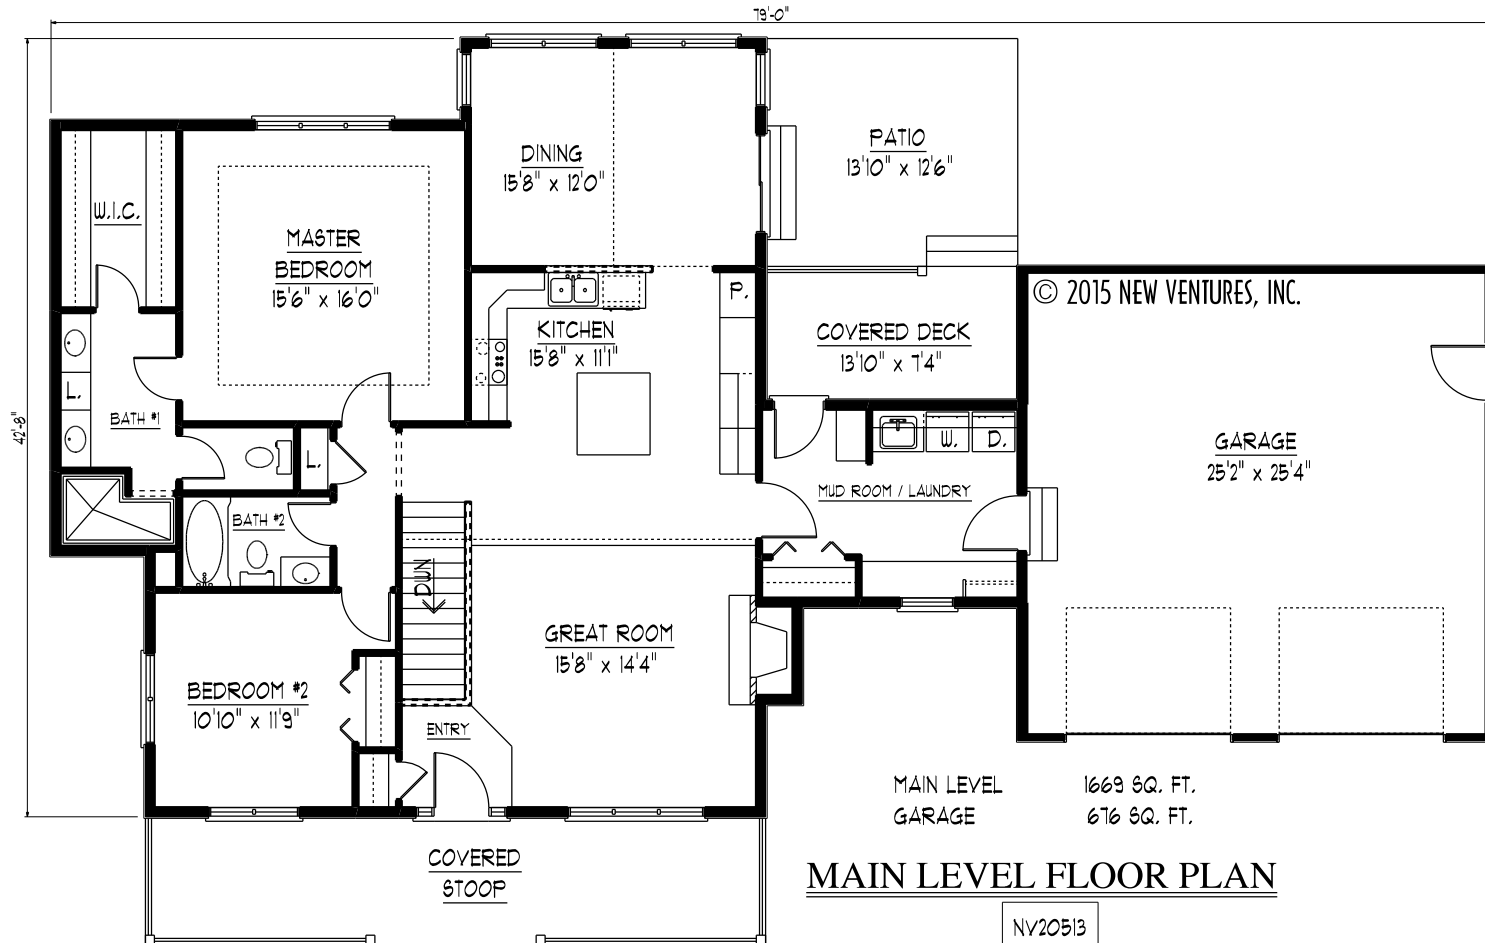 79'-0"
DINING
15'8" x 12'0"
PATIO
13'10" x 12'6"
W.I.C.
MASTER
BEDROOM
15'6" x 16'0"
P.
© 2015 NEW VENTURES, INC.
KITCHEN
15'8" x 11'1"
COVERED DECK
13'10" x 7'4"
L.
BATH #1
42'-8"
L.
W.
D.
GARAGE
25'2" x 25'4"
MUD ROOM / LAUNDRY
BATH #2
DWN
GREAT ROOM
15'8" x 14'4"
BEDROOM #2
10'10" x 11'9"
ENTRY
MAIN LEVEL 1669 SQ. FT.
GARAGE 676 SQ. FT.
COVERED
STOOP
MAIN LEVEL FLOOR PLAN
NV20513